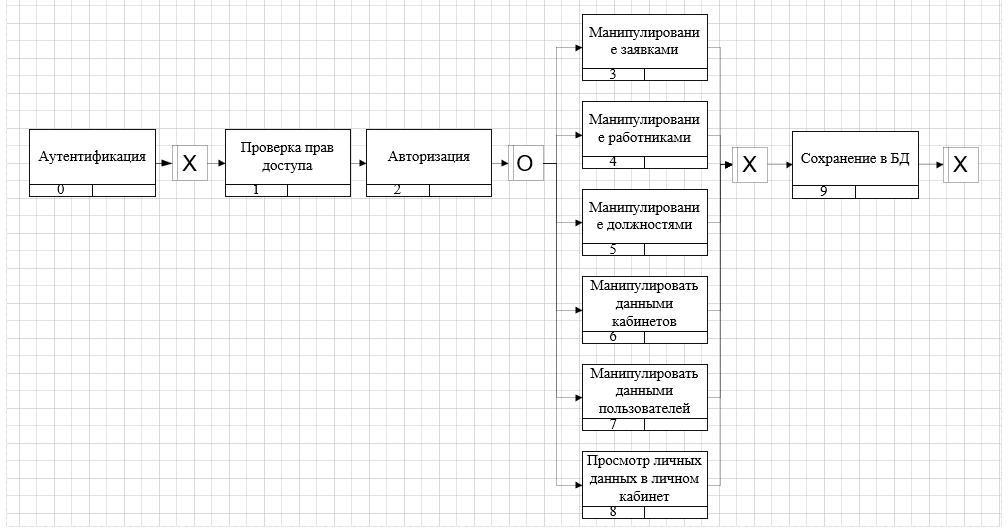 Аутентификация
0
X
Проверка прав
доступа
1
Авторизация
2
O
Манипулировани
е заявками
3
Манипулировани
е работниками
4
Манипулировани
е должностями
5
Манипулировать
данными
кабинетов
6
Манипулировать
данными
пользователей
7
Просмотр личных
данных в личном
кабинет
8
X
Сохранение в БД
9
X